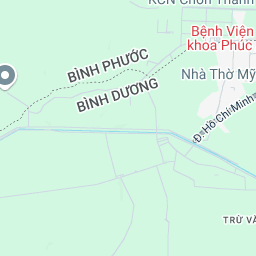 KCN Chơn Thành
Bệnh Viện
khoa Phúc
BÌNH PHƯỚC
Nhà Thờ Mỹ
BÌNH DƯƠNG
Đ. Hồ Chí Minh
TRỪ VĂ